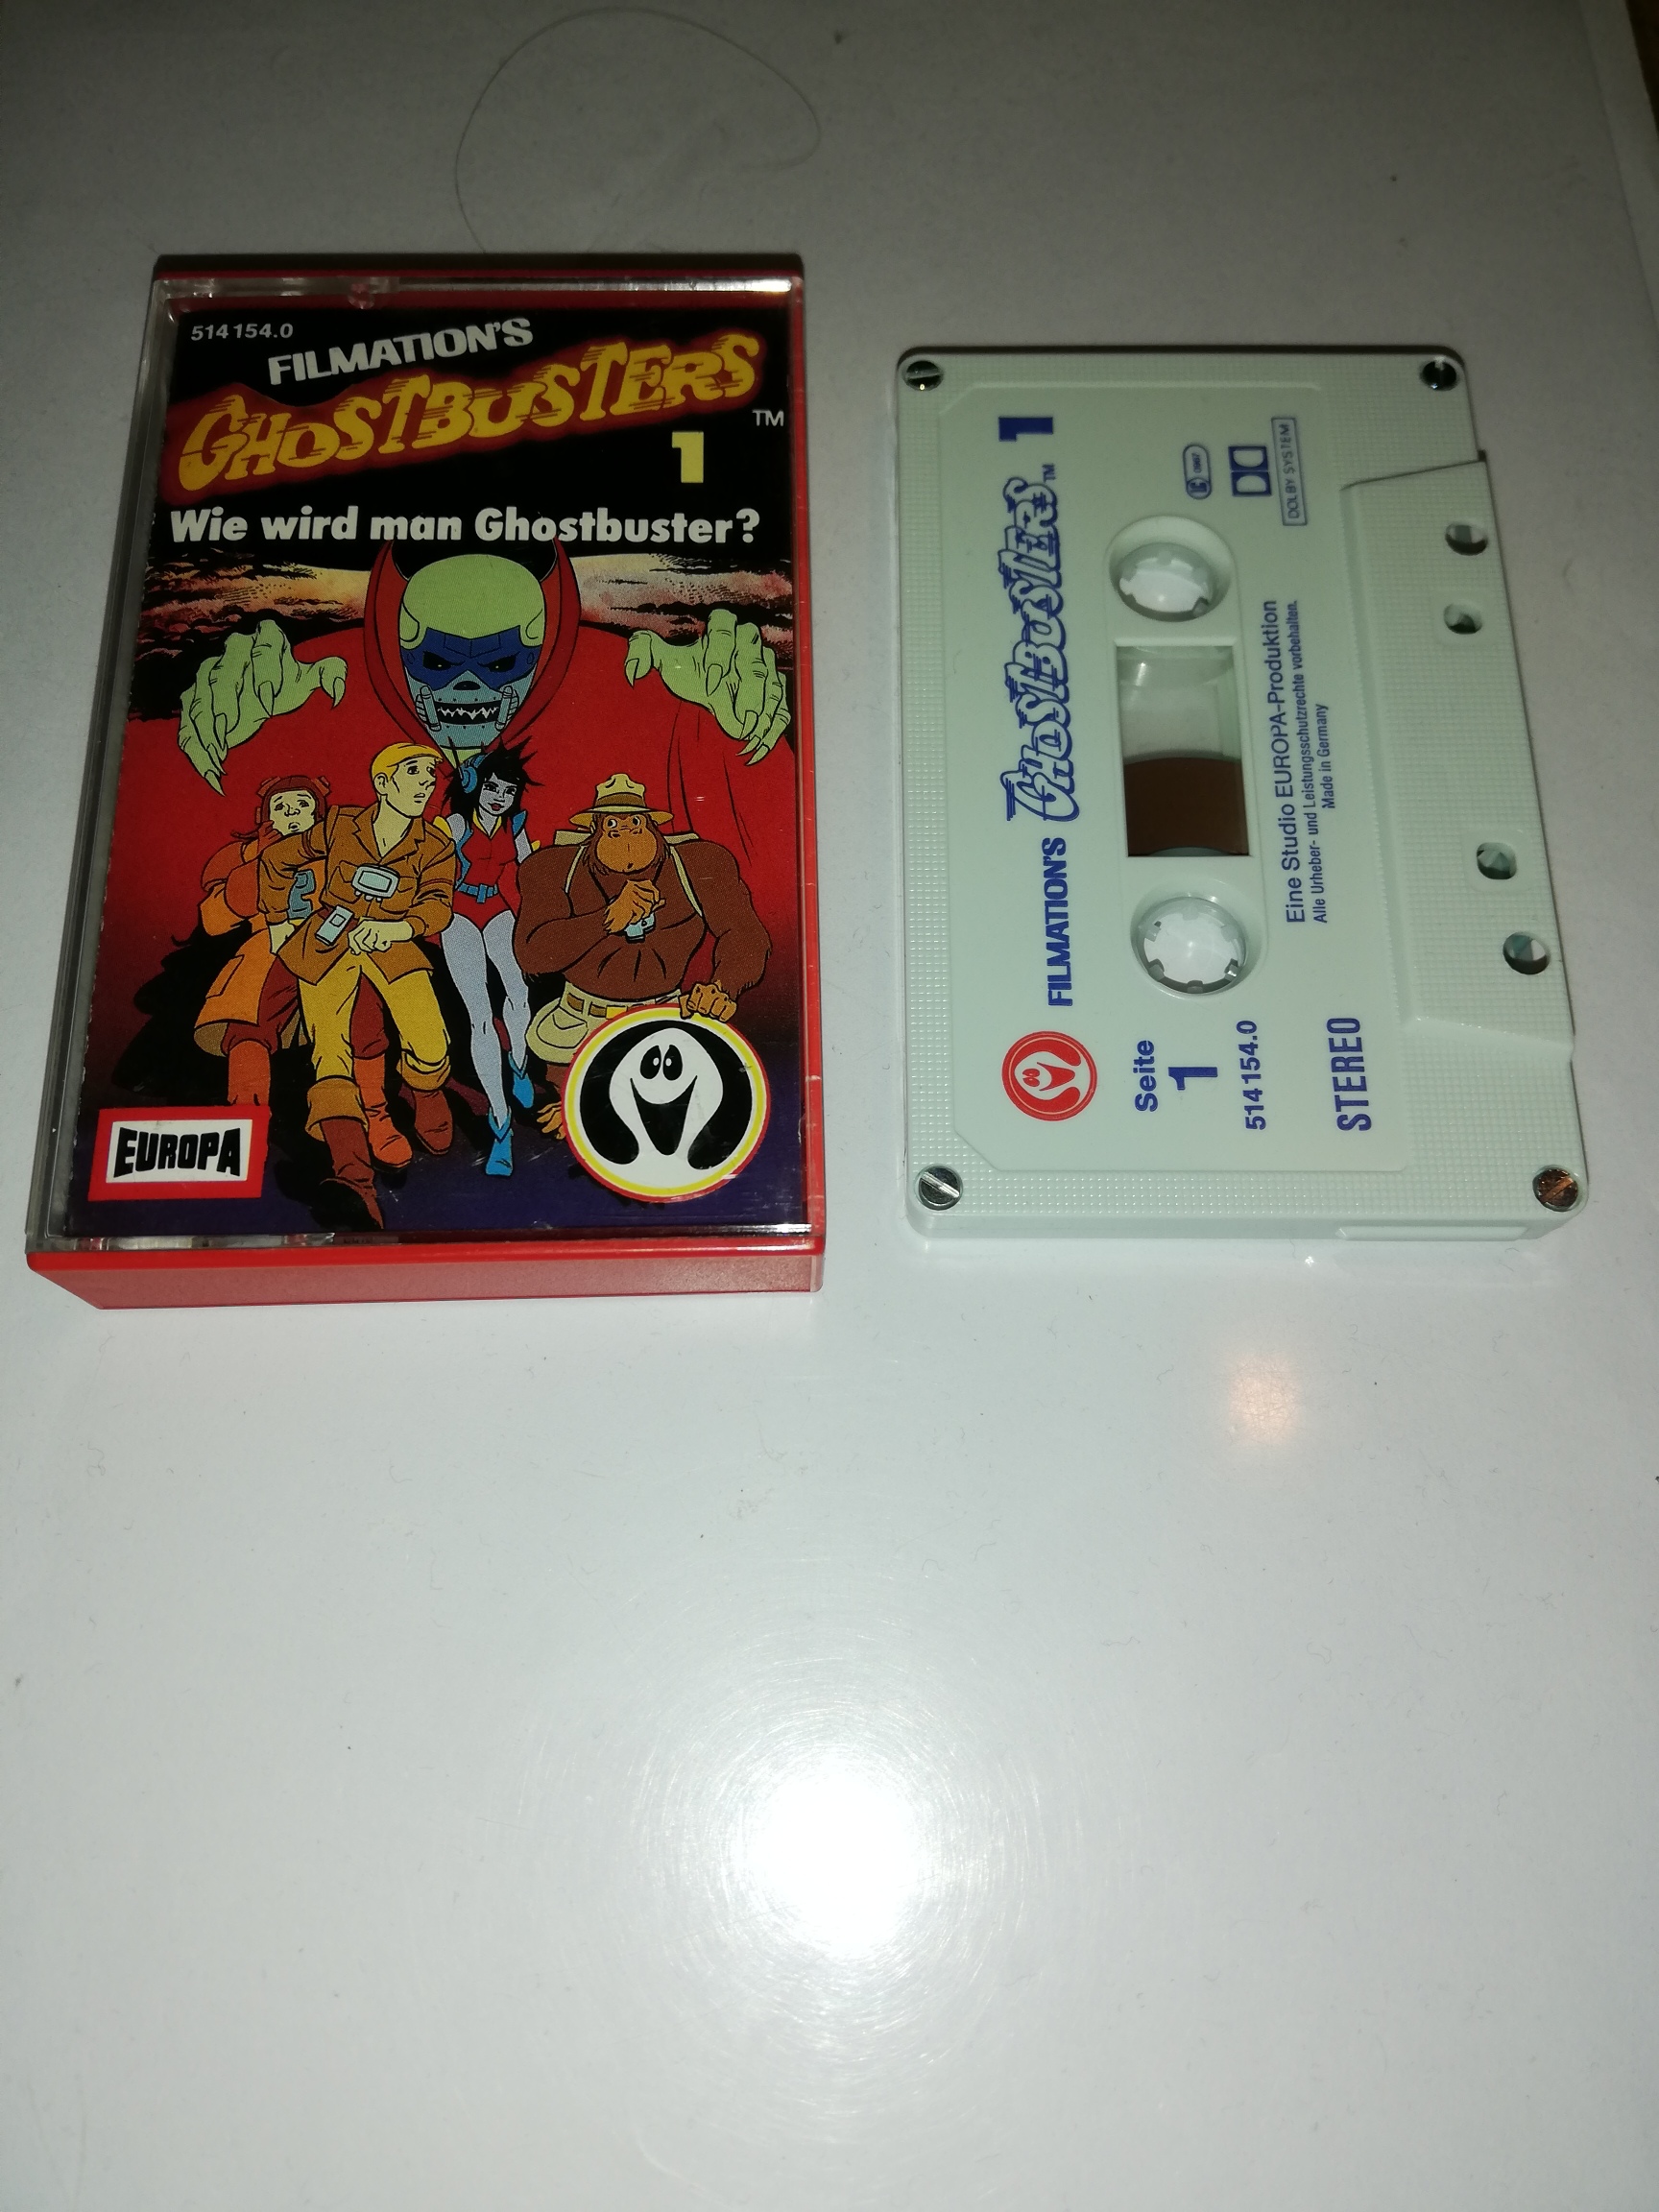 514 154.0
FILMATION'S
GHOSTBUSTERS
TM
1
Wie wird man Ghostbuster?
2
EUROPA
FILMATION'S GHOSTBUSTERS TM 1
Seite
1
514 154.0
STEREO
DOLBY SYSTEM
Eine Studio EUROPA-Produktion
Alle Urheber- und Leistungsschutzrechte vorbehalten.
Made in Germany